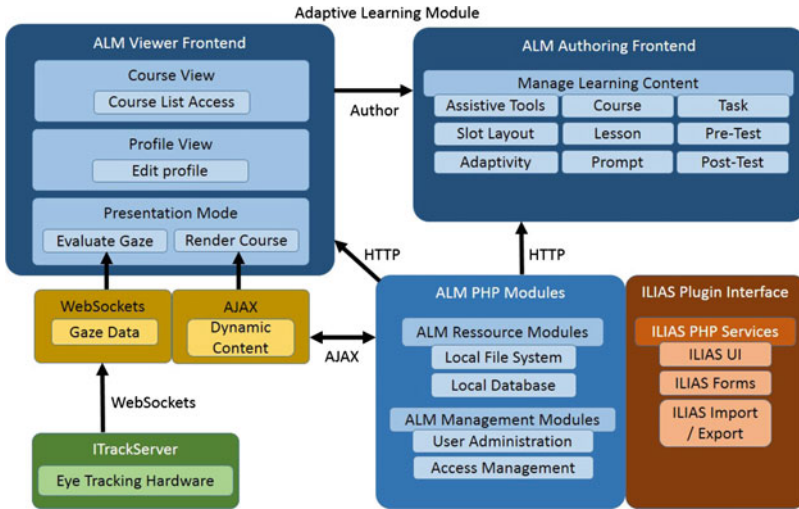 Adaptive Learning Module
ALM Viewer Frontend
Course View
Course List Access
Profile View
Edit profile
Presentation Mode
Evaluate Gaze
Render Course
Author
ALM Authoring Frontend
Manage Learning Content
Assistive Tools
Course
Task
Slot Layout
Lesson
Pre-Test
Adaptivity
Prompt
Post-Test
HTTP
HTTP
WebSockets
Gaze Data
AJAX
Dynamic
Content
AJAX
WebSockets
ITrackServer
Eye Tracking Hardware
ALM PHP Modules
ALM Ressource Modules
Local File System
Local Database
ALM Management Modules
User Administration
Access Management
ILIAS Plugin Interface
ILIAS PHP Services
ILIAS UI
ILIAS Forms
ILIAS Import
/ Export